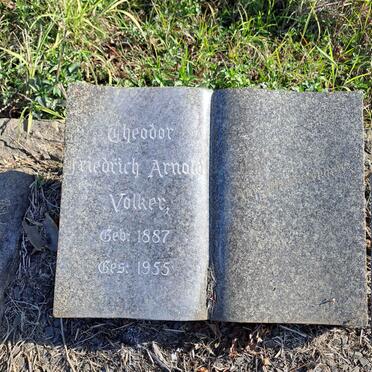 Theodor
Friedrich Arnold
Volker,
Geb: 1887
Ges: 1955